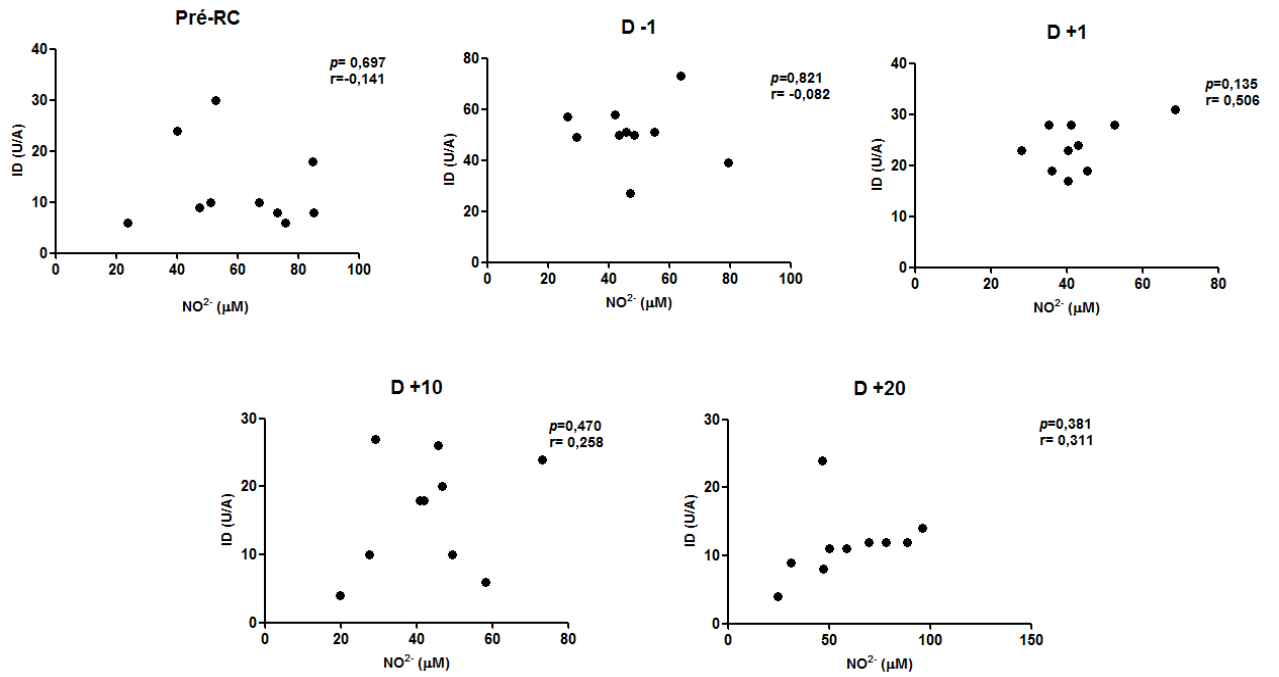 Pré-RC
p= 0,697
r=-0,141
ID (U/A)
40
30
20
10
0
0 20 40 60 80 100
NO²⁻ (µM)
D -1
p=0,821
r= -0,082
ID (U/A)
80
60
40
20
0
0 20 40 60 80 100
NO²⁻ (µM)
D +1
p=0,135
r= 0,506
ID (U/A)
40
30
20
10
0
0 20 40 60 80
NO²⁻ (µM)
D +10
p=0,470
r= 0,258
ID (U/A)
30
20
10
0
0 20 40 60 80
NO²⁻ (µM)
D +20
p=0,381
r= 0,311
ID (U/A)
30
20
10
0
0 50 100 150
NO²⁻ (µM)